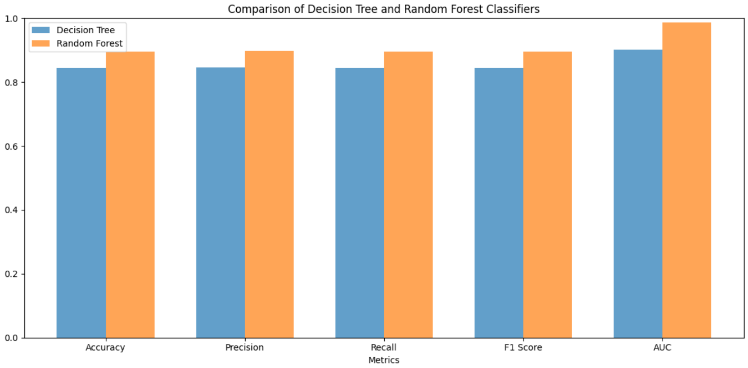 Comparison of Decision Tree and Random Forest Classifiers
Decision Tree
Random Forest
1.0
0.8
0.6
0.4
0.2
0.0
Accuracy
Precision
Recall
F1 Score
AUC
Metrics